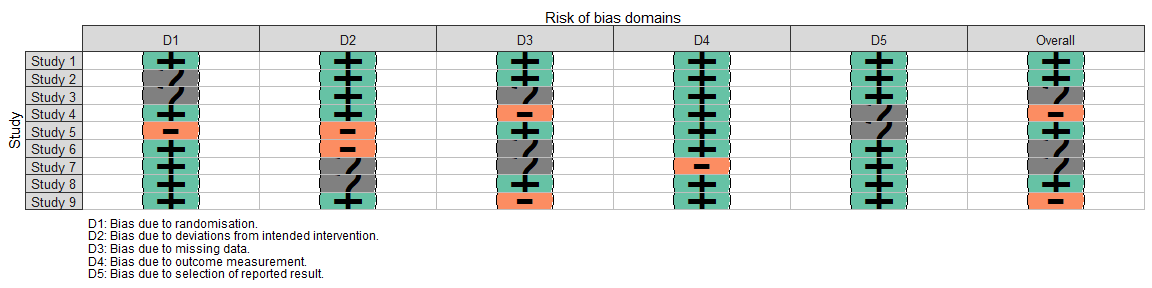 Risk of bias domains
D1 D2 D3 D4 D5 Overall
Study 1 + + + + + +
Study 2 ? + + + + +
Study 3 ? + ? + + ?
Study 4 + + - + ? -
Study 5 - - + + ? +
Study 6 + - ? + + ?
Study 7 + ? ? - + ?
Study 8 + ? + + + +
Study 9 + + - + + -
Study
D1: Bias due to randomisation.
D2: Bias due to deviations from intended intervention.
D3: Bias due to missing data.
D4: Bias due to outcome measurement.
D5: Bias due to selection of reported result.